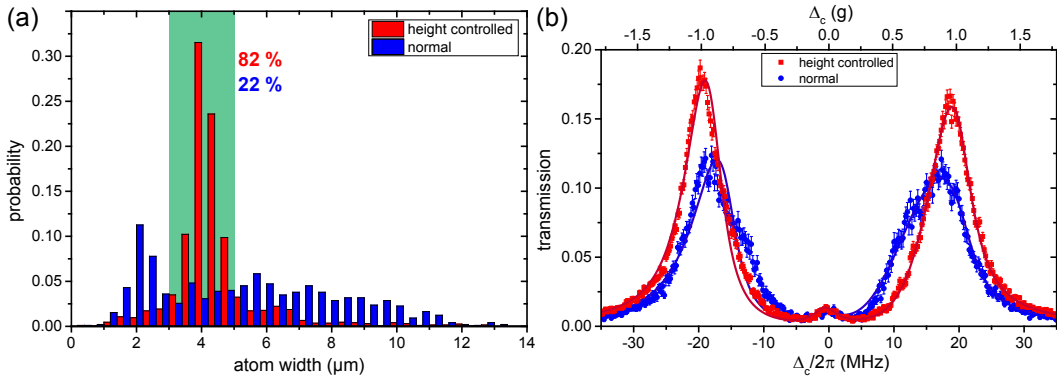 (a)
height controlled
normal
82 %
22 %
probability
0.30
0.25
0.20
0.15
0.10
0.05
0.00
0 2 4 6 8 10 12 14
atom width (µm)
(b)
Δc (g)
-1.5 -1.0 -0.5 0.0 0.5 1.0 1.5
height controlled
normal
transmission
0.20
0.15
0.10
0.05
0.00
-30 -20 -10 0 10 20 30
Δc/2π (MHz)